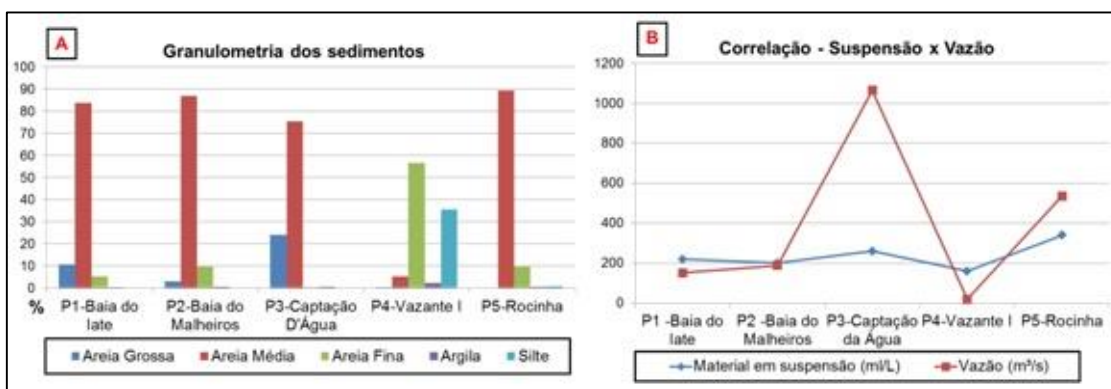 A
Granulometria dos sedimentos
100
90
80
70
60
50
40
30
20
10
0
%
P1-Baia do
Iate
P2-Baia do
Malheiros
P3-Captação
D'Água
P4-Vazante I
P5-Rocinha
Areia Grossa
Areia Média
Areia Fina
Argila
Silte
B
Correlação - Suspensão x Vazão
1200
1000
800
600
400
200
0
P1 -Baia do
Iate
P2 -Baia do
Malheiros
P3-Captação
da Água
P4-Vazante I
P5-Rocinha
Material em suspensão (ml/L)
Vazão (m³/s)